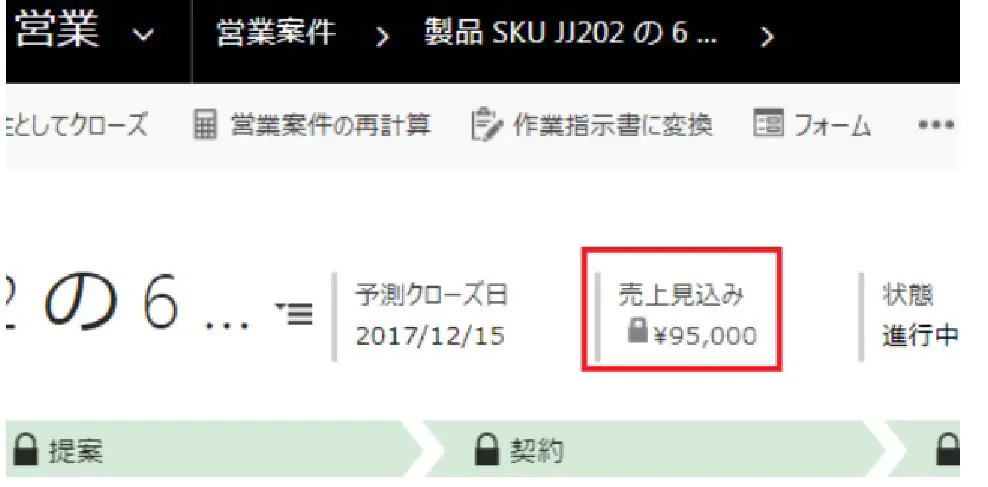 営業 営業案件 > 製品 SKU JJ202 の 6 ... >
としてクローズ 営業案件の再計算 作業指示書に変換 フォーム •••
の 6 ... 予測クローズ日 売上見込み 状態
2017/12/15 ¥95,000 進行中
提案 契約